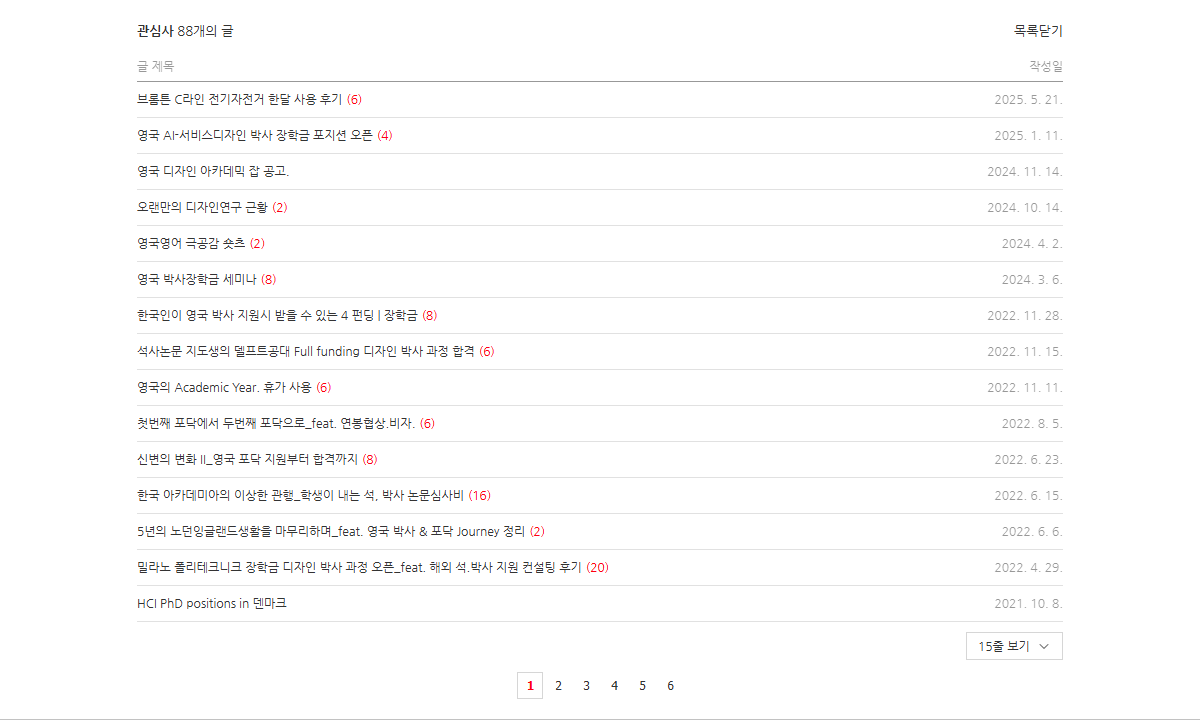 관심사 88개의 글 목록닫기
글 제목 작성일
브롬톤 C라인 전기자전거 한달 사용 후기 (6) 2025. 5. 21.
영국 AI-서비스디자인 박사 장학금 포지션 오픈 (4) 2025. 1. 11.
영국 디자인 아카데믹 잡 공고. 2024. 11. 14.
오랜만의 디자인연구 근황 (2) 2024. 10. 14.
영국영어 극공감 숏츠 (2) 2024. 4. 2.
영국 박사장학금 세미나 (8) 2024. 3. 6.
한국인이 영국 박사 지원시 받을 수 있는 4 펀딩 | 장학금 (8) 2022. 11. 28.
석사논문 지도생의 델프트공대 Full funding 디자인 박사 과정 합격 (6) 2022. 11. 15.
영국의 Academic Year. 휴가 사용 (6) 2022. 11. 11.
첫번째 포닥에서 두번째 포닥으로_feat. 연봉협상.비자. (6) 2022. 8. 5.
신변의 변화 II_영국 포닥 지원부터 합격까지 (8) 2022. 6. 23.
한국 아카데미아의 이상한 관행_학생이 내는 석, 박사 논문심사비 (16) 2022. 6. 15.
5년의 노던잉글랜드생활을 마무리하며_feat. 영국 박사 & 포닥 Journey 정리 (2) 2022. 6. 6.
밀라노 폴리테크니크 장학금 디자인 박사 과정 오픈_feat. 해외 석.박사 지원 컨설팅 후기 (20) 2022. 4. 29.
HCI PhD positions in 덴마크 2021. 10. 8.
15줄 보기
1 2 3 4 5 6